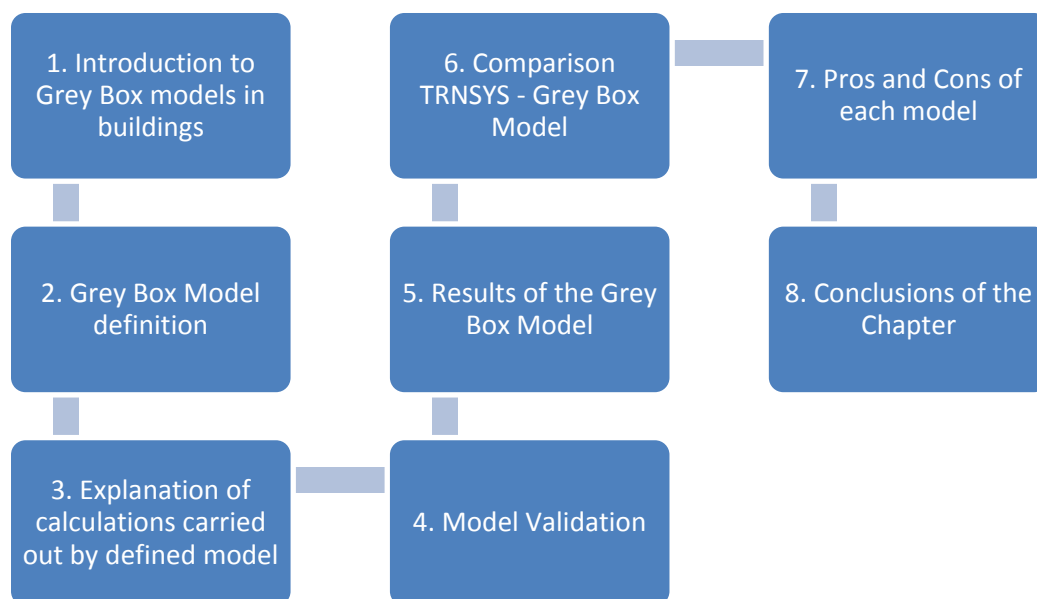 1. Introduction to
Grey Box models in
buildings
2. Grey Box Model
definition
3. Explanation of
calculations carried
out by defined model
4. Model Validation
5. Results of the Grey
Box Model
6. Comparison
TRNSYS - Grey Box
Model
7. Pros and Cons of
each model
8. Conclusions of the
Chapter